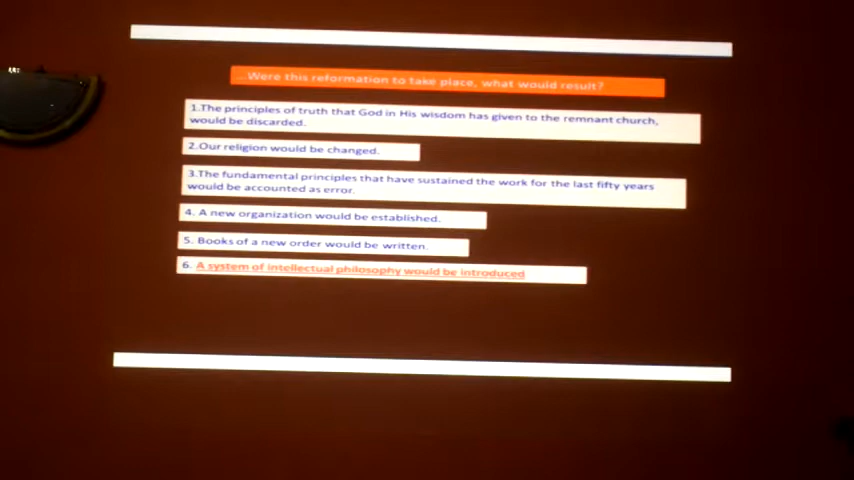 ...Were this reformation to take place, what would result?
1.The principles of truth that God in His wisdom has given to the remnant church,
would be discarded.
2.Our religion would be changed.
3.The fundamental principles that have sustained the work for the last fifty years
would be accounted as error.
4. A new organization would be established.
5. Books of a new order would be written.
6. A system of intellectual philosophy would be introduced